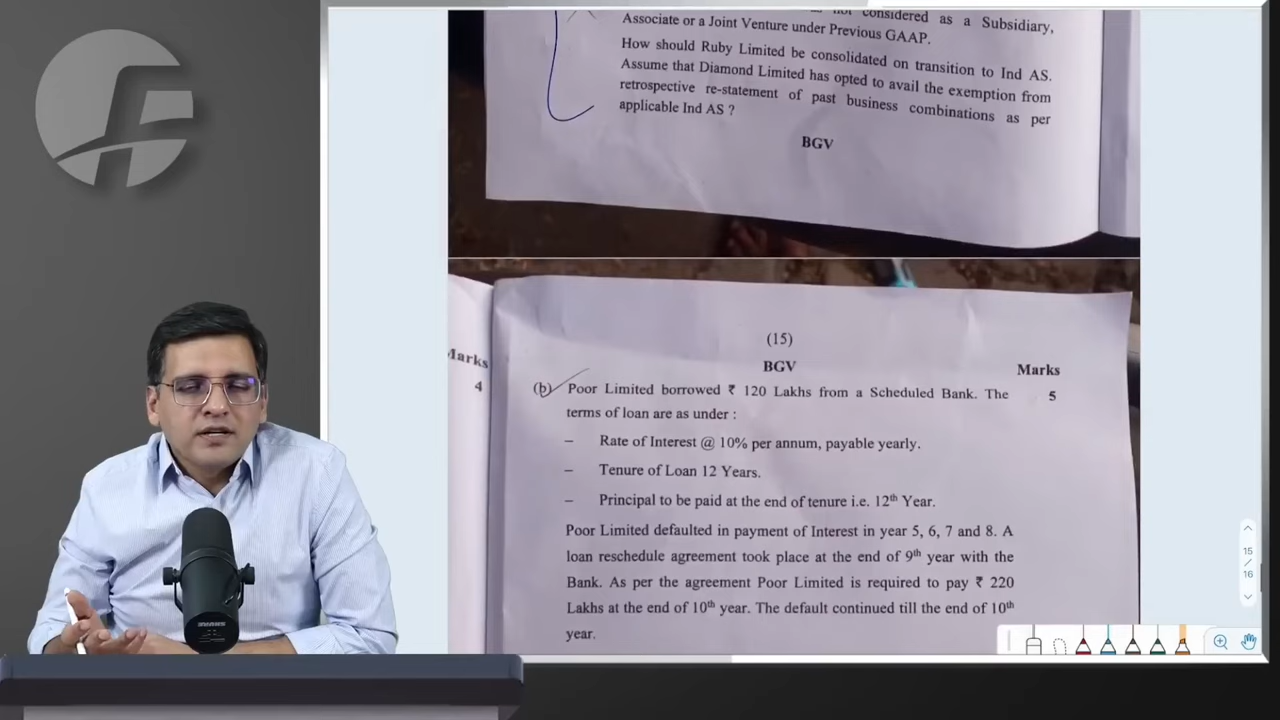 not considered as a Subsidiary,
Associate or a Joint Venture under Previous GAAP.
How should Ruby Limited be consolidated on transition to Ind AS.
Assume that Diamond Limited has opted to avail the exemption from
retrospective re-statement of past business combinations as per
applicable Ind AS ?
BGV
(15)
BGV
Marks
Marks
4
(b) Poor Limited borrowed ₹ 120 Lakhs from a Scheduled Bank. The
5
terms of loan are as under :
– Rate of Interest @ 10% per annum, payable yearly.
– Tenure of Loan 12 Years.
– Principal to be paid at the end of tenure i.e. 12th Year.
Poor Limited defaulted in payment of Interest in year 5, 6, 7 and 8. A
loan reschedule agreement took place at the end of 9th year with the
Bank. As per the agreement Poor Limited is required to pay ₹ 220
Lakhs at the end of 10th year. The default continued till the end of 10th
year.
15
/
16